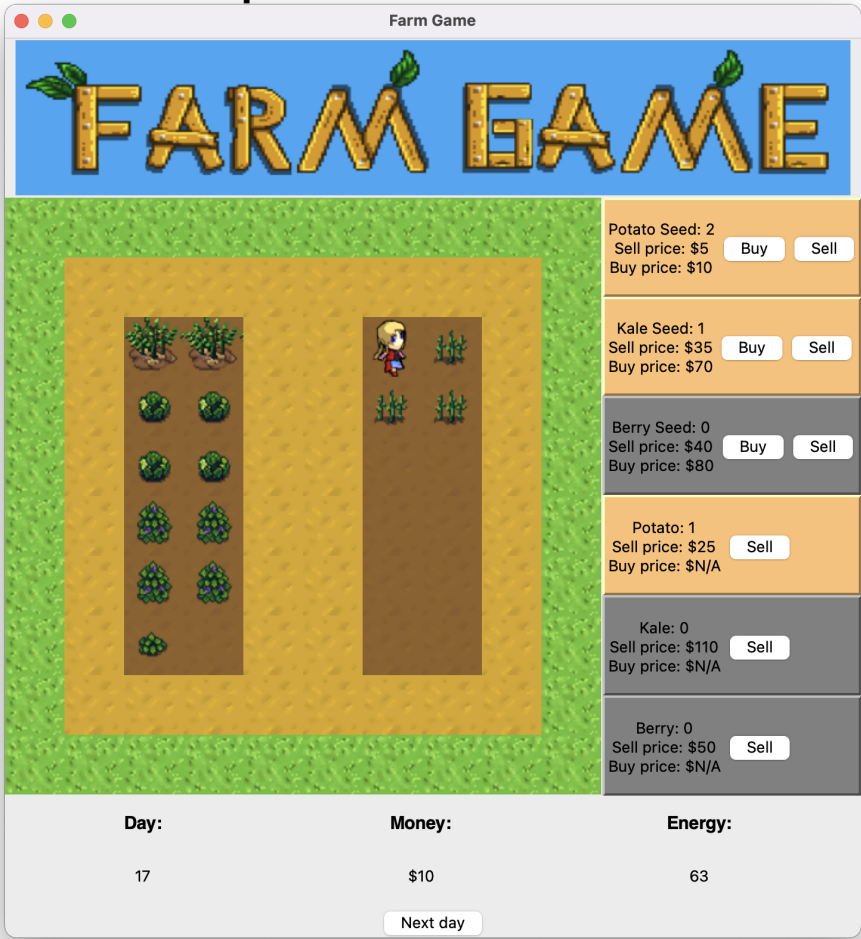 Farm Game
FARM GAME
Potato Seed: 2
Sell price: $5
Buy price: $10
Buy
Sell
Kale Seed: 1
Sell price: $35
Buy price: $70
Buy
Sell
Berry Seed: 0
Sell price: $40
Buy price: $80
Buy
Sell
Potato: 1
Sell price: $25
Buy price: $N/A
Sell
Kale: 0
Sell price: $110
Buy price: $N/A
Sell
Berry: 0
Sell price: $50
Buy price: $N/A
Sell
Day:
Money:
Energy:
17
$10
63
Next day